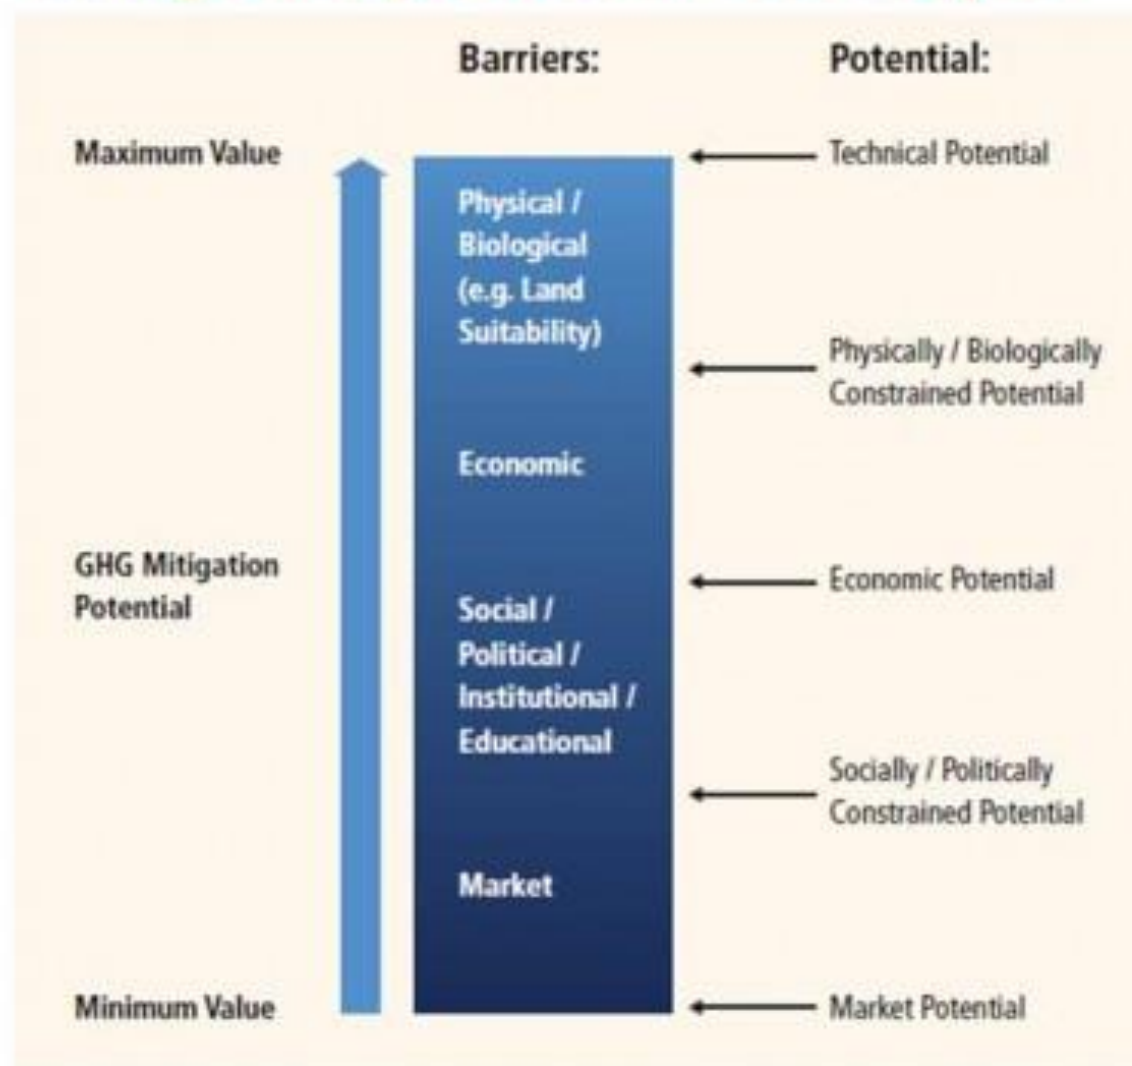 Barriers:
Potential:
Maximum Value
Technical Potential
Physical /
Biological
(e.g. Land
Suitability)
Physically / Biologically
Constrained Potential
Economic
GHG Mitigation
Potential
Economic Potential
Social /
Political /
Institutional /
Educational
Socially / Politically
Constrained Potential
Market
Minimum Value
Market Potential